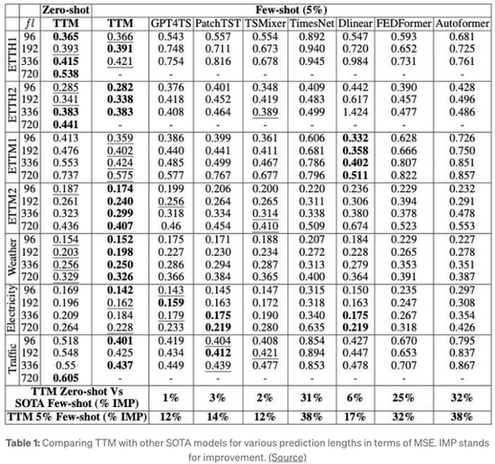 Zero-shot Few-shot (5%)
fl TTM TTM GPT4TS PatchTST TSMixer TimesNet Dlinear FEDFormer Autoformer
ETTH1
96 0.365 0.366 0.543 0.557 0.554 0.892 0.547 0.593 0.681
192 0.393 0.391 0.748 0.711 0.673 0.940 0.720 0.652 0.725
336 0.415 0.421 0.754 0.816 0.678 0.945 0.984 0.731 0.761
720 0.538 - - - - - - - -
ETTH2
96 0.285 0.282 0.376 0.401 0.348 0.409 0.442 0.390 0.428
192 0.341 0.338 0.418 0.452 0.419 0.483 0.617 0.457 0.496
336 0.383 0.383 0.408 0.464 0.389 0.499 1.424 0.477 0.486
720 0.441 - - - - - - - -
ETTM1
96 0.413 0.359 0.386 0.399 0.361 0.606 0.332 0.628 0.726
192 0.476 0.402 0.440 0.441 0.411 0.681 0.358 0.666 0.750
336 0.553 0.424 0.485 0.499 0.467 0.786 0.402 0.807 0.851
720 0.737 0.575 0.577 0.767 0.677 0.796 0.511 0.822 0.857
ETTM2
96 0.187 0.174 0.199 0.206 0.200 0.220 0.236 0.229 0.232
192 0.261 0.240 0.256 0.264 0.265 0.311 0.306 0.394 0.291
336 0.323 0.299 0.318 0.334 0.314 0.338 0.380 0.378 0.478
720 0.436 0.407 0.46 0.454 0.410 0.509 0.674 0.523 0.553
Weather
96 0.154 0.152 0.175 0.171 0.188 0.207 0.184 0.229 0.227
192 0.203 0.198 0.227 0.230 0.234 0.272 0.228 0.265 0.278
336 0.256 0.250 0.286 0.294 0.287 0.313 0.279 0.353 0.351
720 0.329 0.326 0.366 0.384 0.365 0.400 0.364 0.391 0.387
Electricity
96 0.169 0.142 0.143 0.145 0.147 0.315 0.150 0.235 0.297
192 0.196 0.162 0.159 0.163 0.172 0.318 0.163 0.247 0.308
336 0.209 0.184 0.179 0.175 0.190 0.340 0.175 0.267 0.354
720 0.264 0.228 0.233 0.219 0.280 0.635 0.219 0.318 0.426
Traffic
96 0.518 0.401 0.419 0.404 0.408 0.854 0.427 0.670 0.795
192 0.548 0.425 0.434 0.412 0.421 0.894 0.447 0.653 0.837
336 0.55 0.437 0.449 0.439 0.477 0.853 0.478 0.707 0.867
720 0.605 - - - - - - - -
TTM Zero-shot Vs
SOTA Few-shot (% IMP) 1% 3% 2% 31% 6% 25% 32%
TTM 5% Few-shot (% IMP) 12% 14% 12% 38% 17% 32% 38%
Table 1: Comparing TTM with other SOTA models for various prediction lengths in terms of MSE. IMP stands
for improvement. (Source)